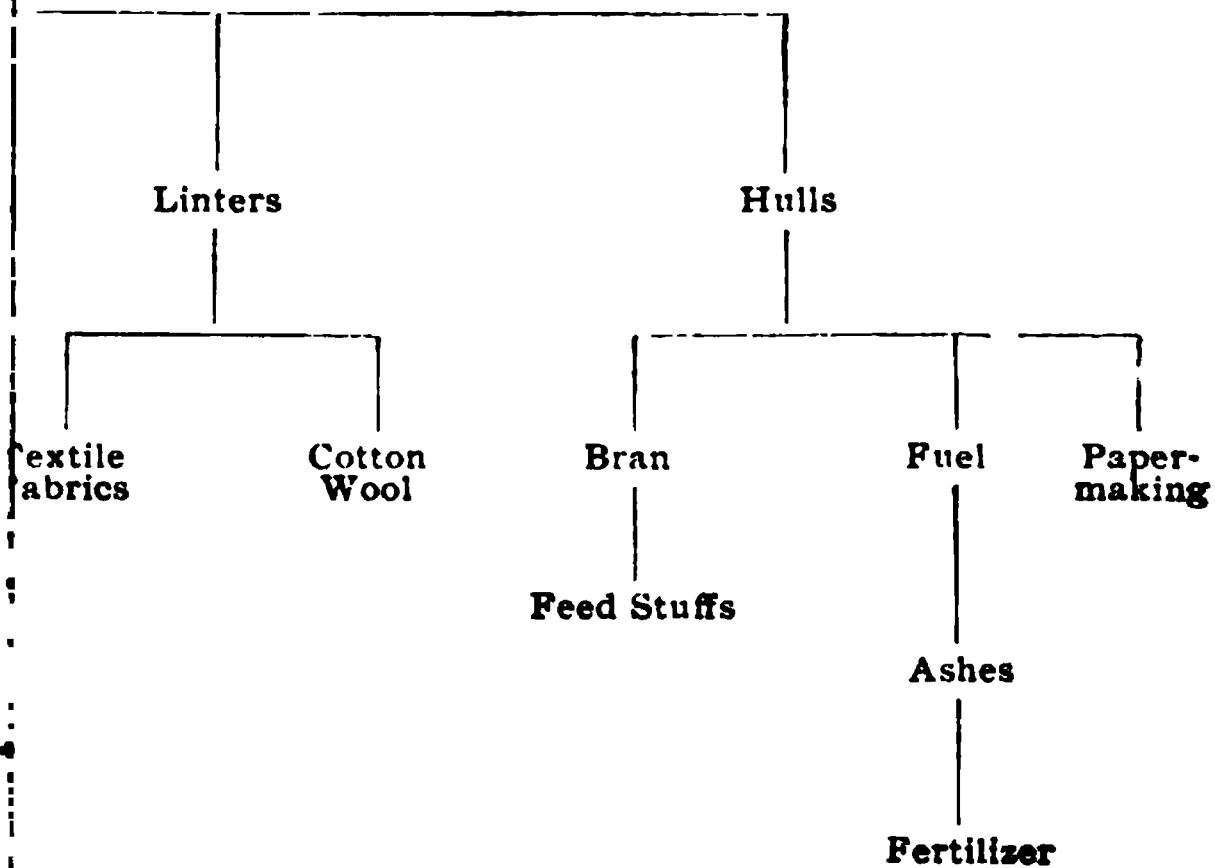 Linters Hulls
extile Cotton Bran Fuel Paper-
abrics Wool making
Feed Stuffs
Ashes
Fertilizer